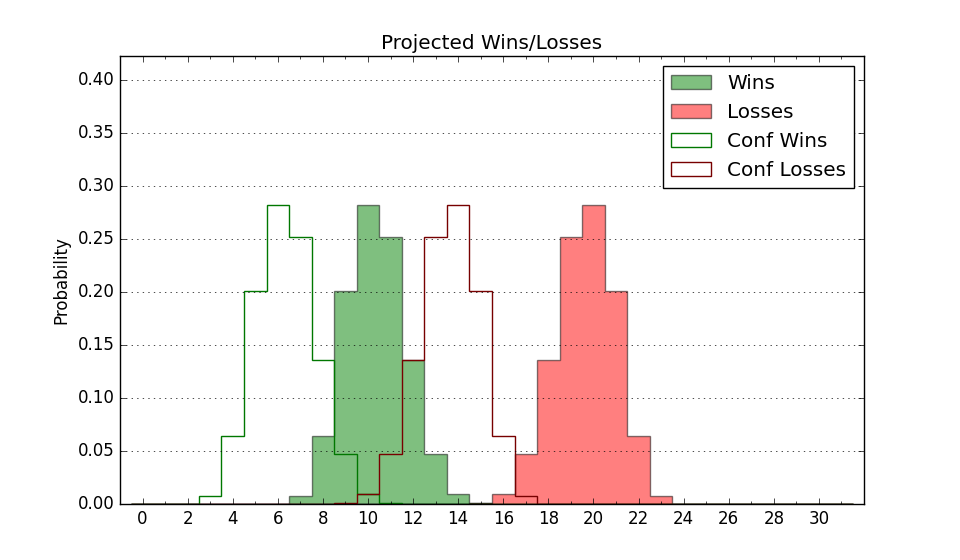 Projected Wins/Losses
0.40
0.35
0.30
0.25
0.20
0.15
0.10
0.05
0.00
Probability
Wins
Losses
Conf Wins
Conf Losses
0 2 4 6 8 10 12 14 16 18 20 22 24 26 28 30